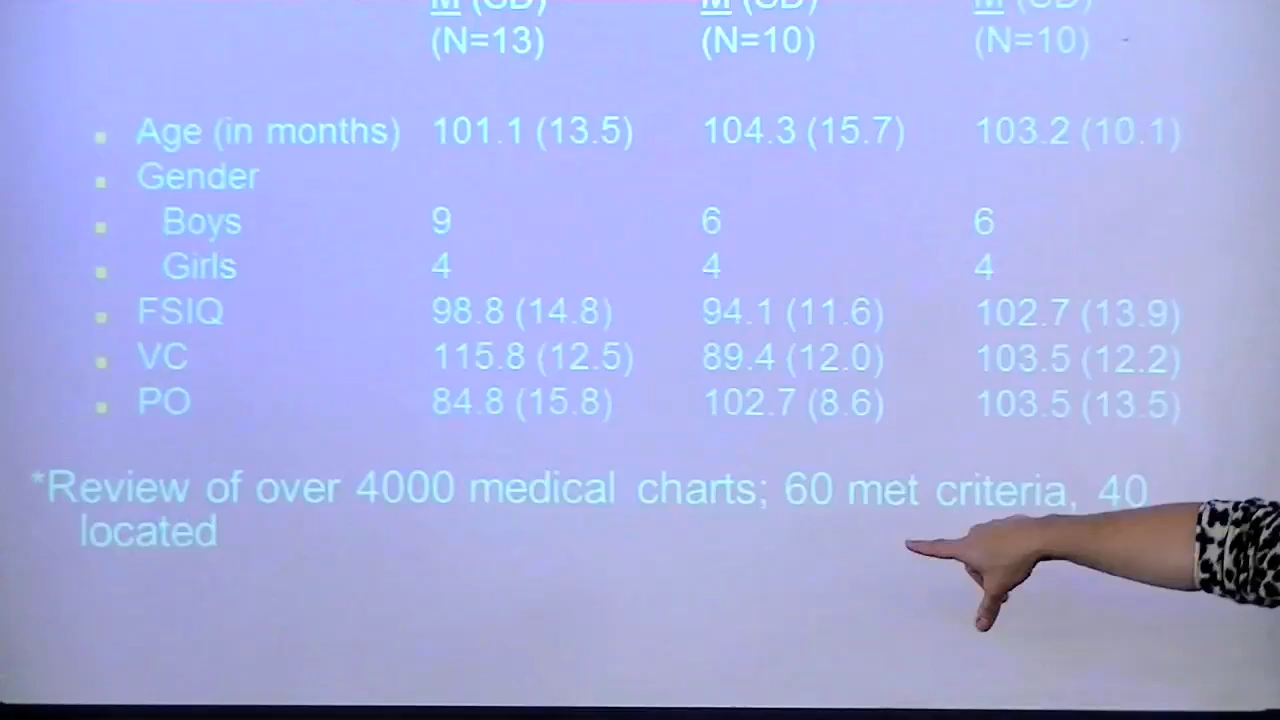 M (SD) M (SD) M (SD)
(N=13) (N=10) (N=10)
Age (in months) 101.1 (13.5) 104.3 (15.7) 103.2 (10.1)
Gender
Boys 9 6 6
Girls 4 4 4
FSIQ 98.8 (14.8) 94.1 (11.6) 102.7 (13.9)
VC 115.8 (12.5) 89.4 (12.0) 103.5 (12.2)
PO 84.8 (15.8) 102.7 (8.6) 103.5 (13.5)
*Review of over 4000 medical charts; 60 met criteria, 40
located